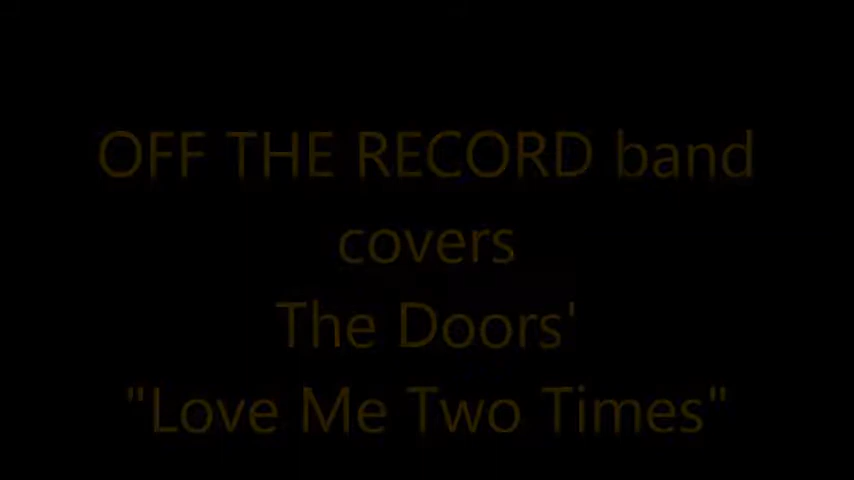 OFF THE RECORD band
covers
The Doors'
"Love Me Two Times"